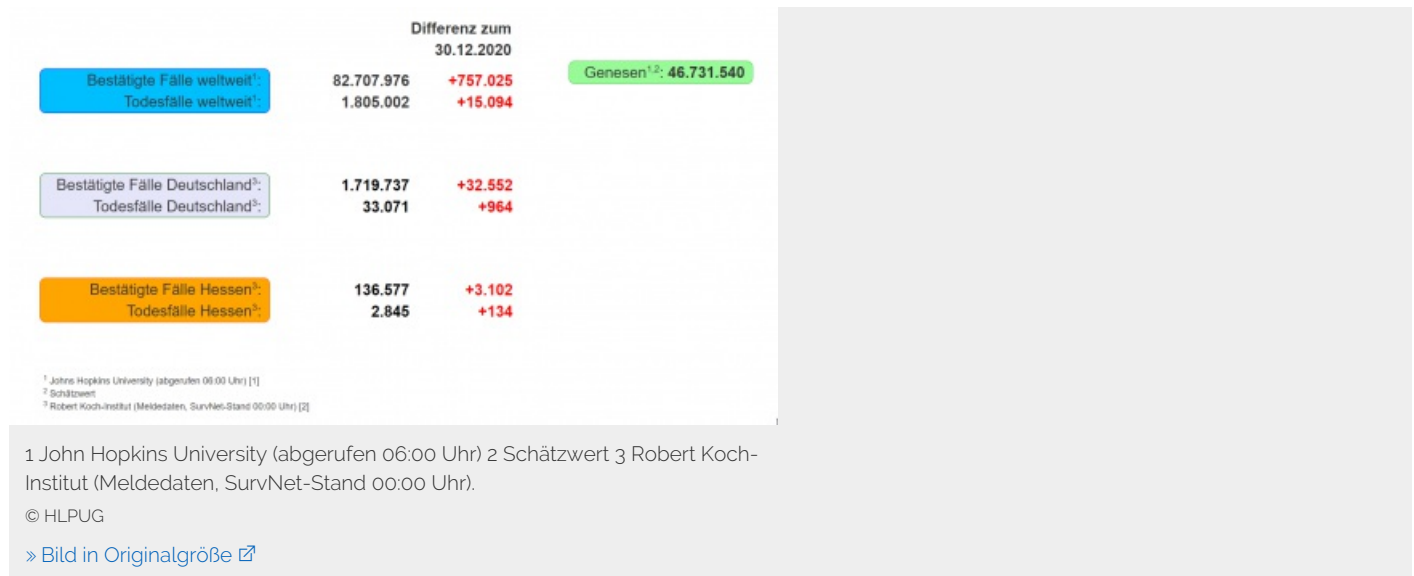 Differenz zum
30.12.2020
Bestätigte Fälle weltweit¹: 82.707.976 +757.025 Genesen¹,²: 46.731.540
Todesfälle weltweit¹: 1.805.002 +15.094
Bestätigte Fälle Deutschland³: 1.719.737 +32.552
Todesfälle Deutschland³: 33.071 +964
Bestätigte Fälle Hessen³: 136.577 +3.102
Todesfälle Hessen³: 2.845 +134
¹ Johns Hopkins University (abgerufen 06:00 Uhr) [1]
² Schätzwert
³ Robert Koch-Institut (Meldedaten, SurvNet-Stand 00:00 Uhr) [2]
1 John Hopkins University (abgerufen 06:00 Uhr) 2 Schätzwert 3 Robert Koch-
Institut (Meldedaten, SurvNet-Stand 00:00 Uhr).
© HLPUG
» Bild in Originalgröße